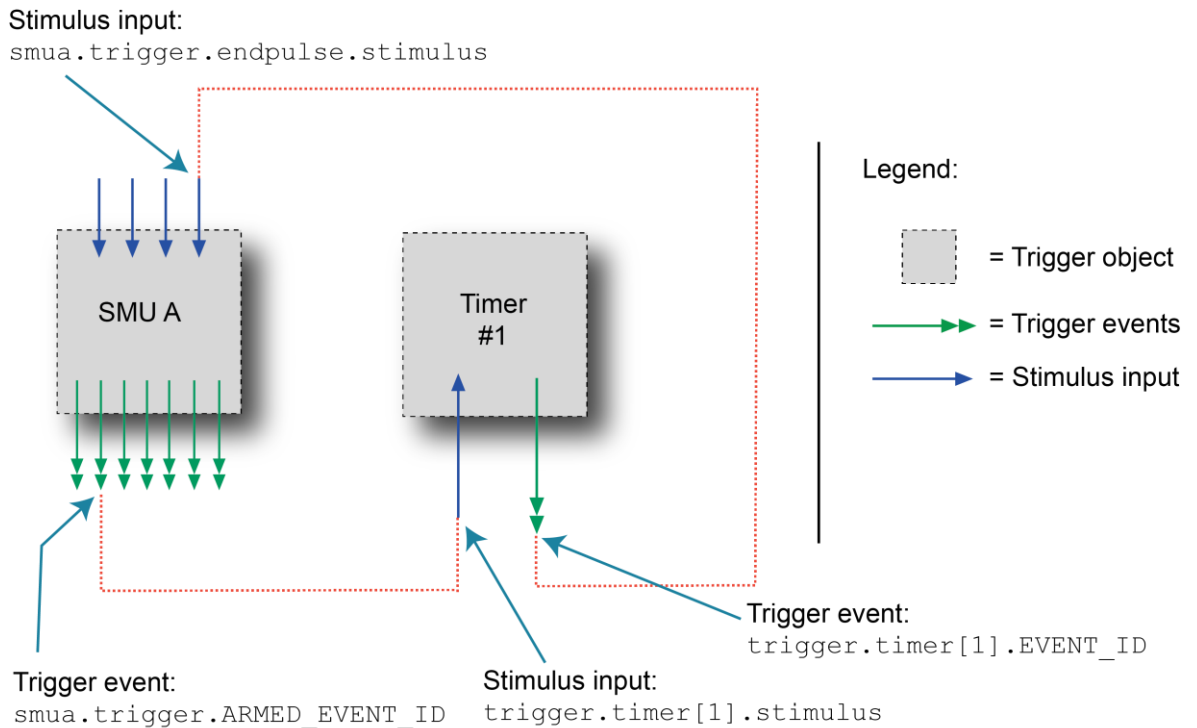 Stimulus input:
smua.trigger.endpulse.stimulus
Legend:
SMU A
Timer
#1
= Trigger object
= Trigger events
= Stimulus input
Trigger event:
trigger.timer[1].EVENT_ID
Trigger event:
smua.trigger.ARMED_EVENT_ID
Stimulus input:
trigger.timer[1].stimulus